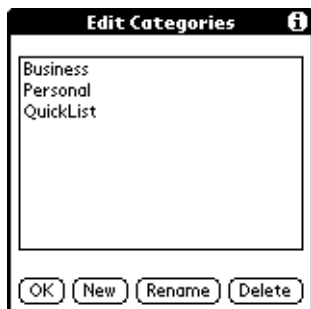 Edit Categories i
Business
Personal
QuickList
OK New Rename Delete